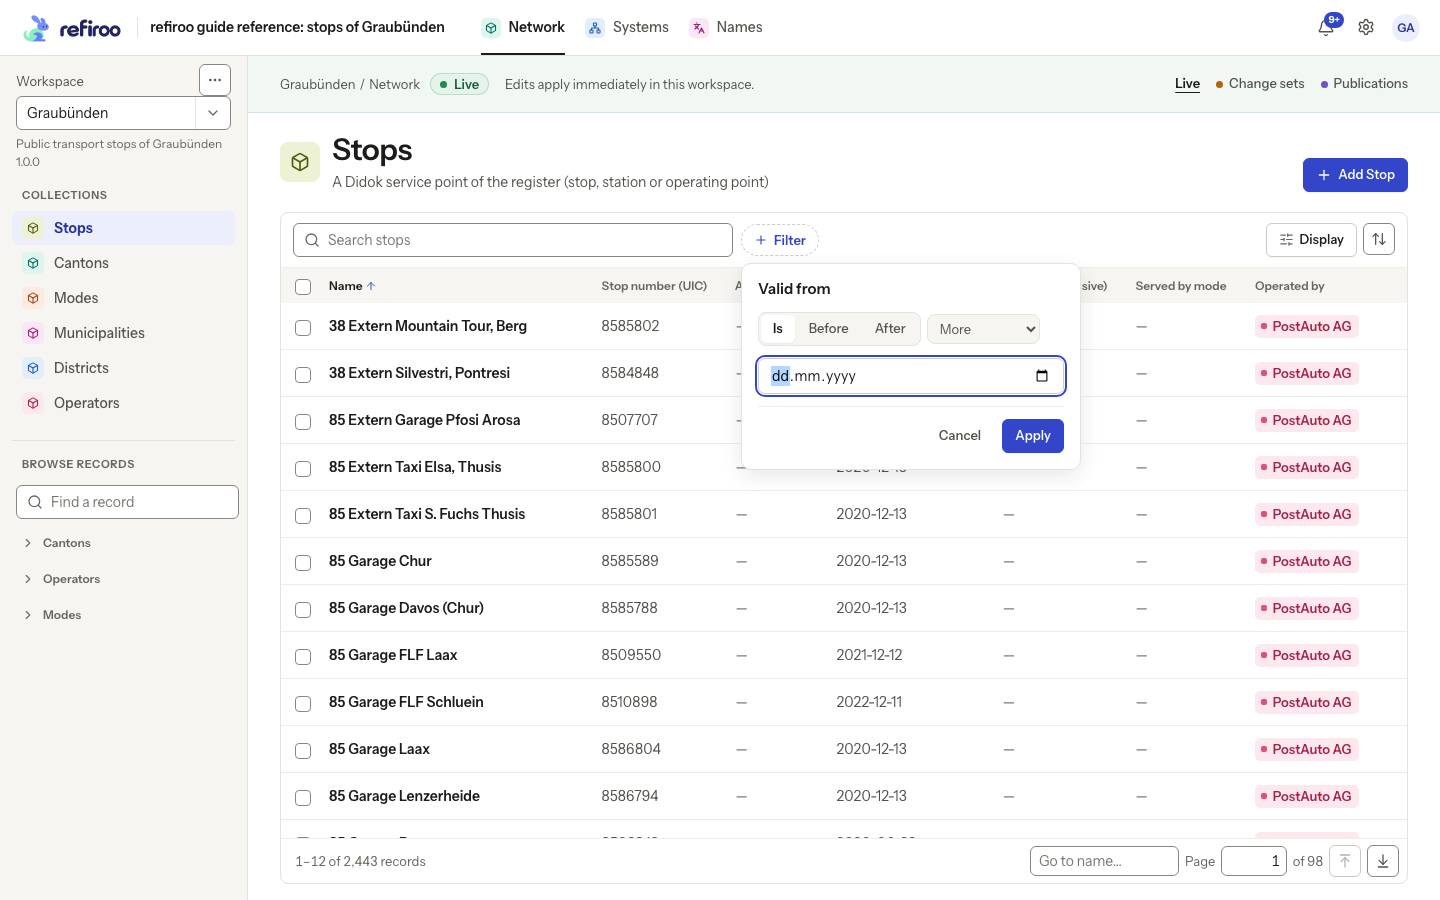 refiroo
refiroo guide reference: stops of Graubünden
Network
Systems
Names
9+
GA
Workspace
Graubünden
Public transport stops of Graubünden
1.0.0
COLLECTIONS
Stops
Cantons
Modes
Municipalities
Districts
Operators
BROWSE RECORDS
Find a record
Cantons
Operators
Modes
Graubünden / Network
Live
Edits apply immediately in this workspace.
Live
Change sets
Publications
Stops
A Didok service point of the register (stop, station or operating point)
Add Stop
Search stops
Filter
Display
Name
Stop number (UIC)
sive)
Served by mode
Operated by
Valid from
Is
Before
After
More
dd.mm.yyyy
Cancel
Apply
38 Extern Mountain Tour, Berg 8585802 — PostAuto AG
38 Extern Silvestri, Pontresi 8584848 — PostAuto AG
85 Extern Garage Pfosi Arosa 8507707 — PostAuto AG
85 Extern Taxi Elsa, Thusis 8585800 — PostAuto AG
85 Extern Taxi S. Fuchs Thusis 8585801 — 2020-12-13 — — PostAuto AG
85 Garage Chur 8585589 — 2020-12-13 — — PostAuto AG
85 Garage Davos (Chur) 8585788 — 2020-12-13 — — PostAuto AG
85 Garage FLF Laax 8509550 — 2021-12-12 — — PostAuto AG
85 Garage FLF Schluein 8510898 — 2022-12-11 — — PostAuto AG
85 Garage Laax 8586804 — 2020-12-13 — — PostAuto AG
85 Garage Lenzerheide 8586794 — 2020-12-13 — — PostAuto AG
1–12 of 2,443 records
Go to name...
Page
1
of 98